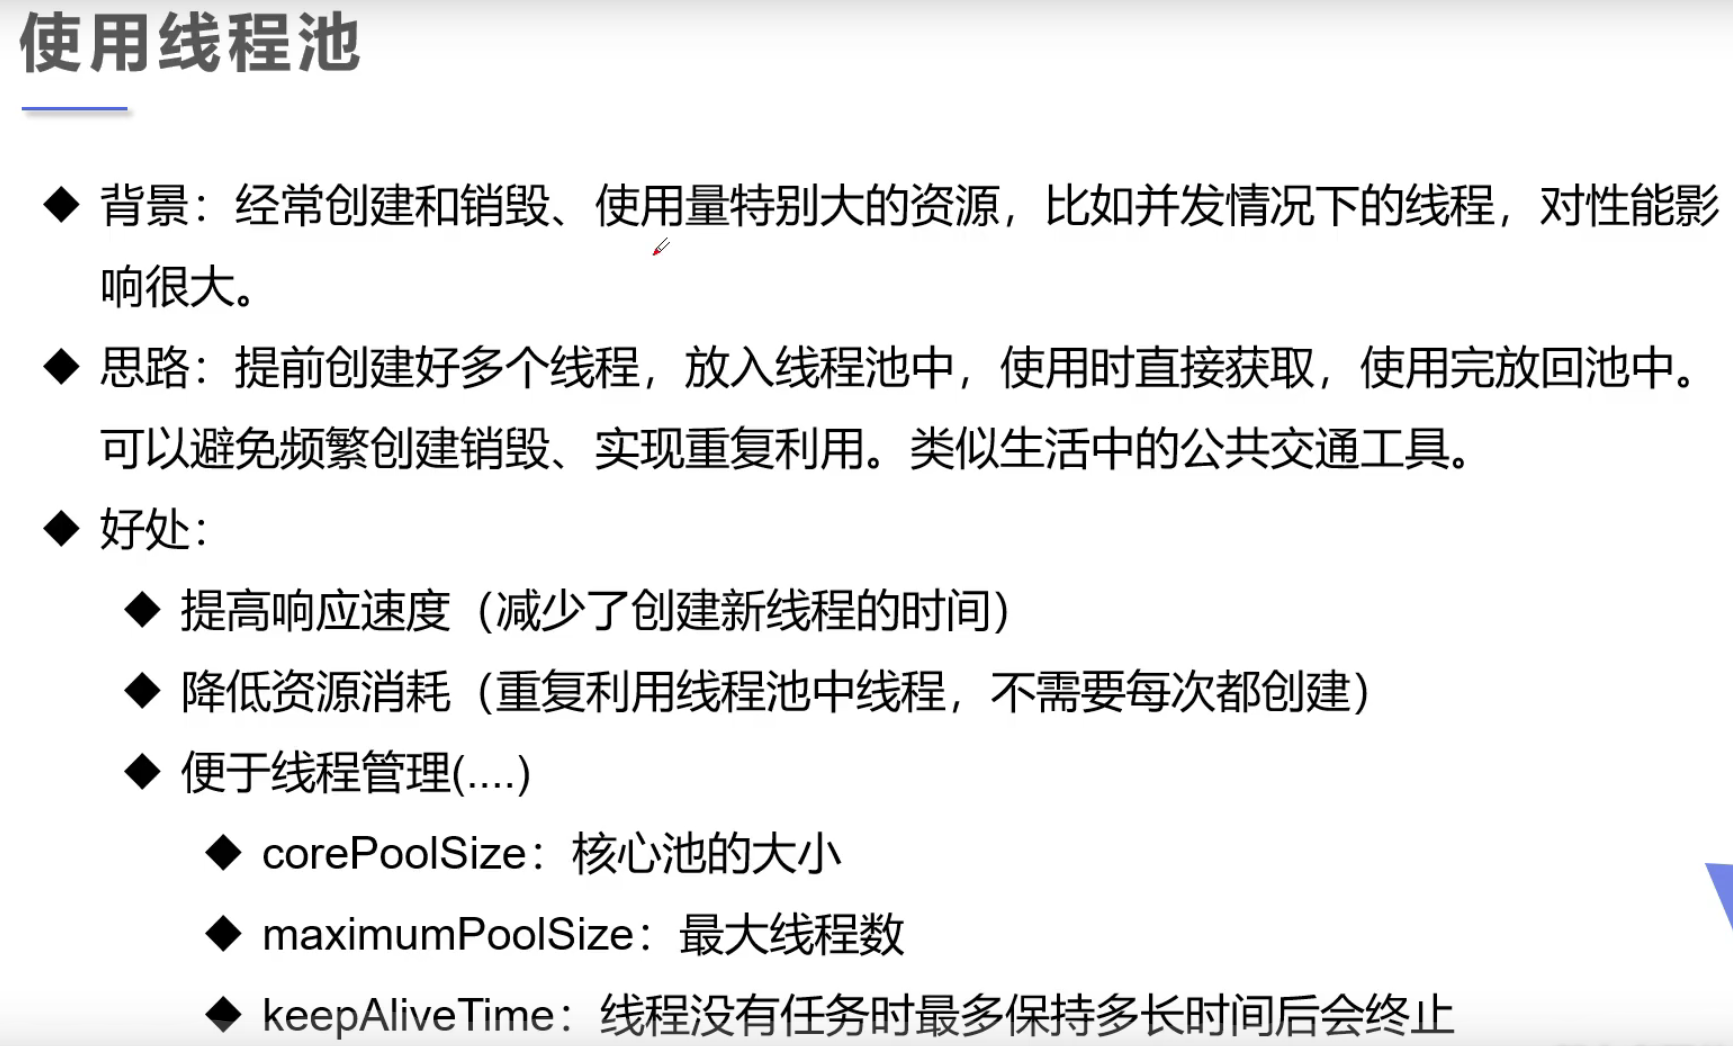 使用线程池
背景：经常创建和销毁、使用量特别大的资源，比如并发情况下的线程，对性能影
响很大。
思路：提前创建好多个线程，放入线程池中，使用时直接获取，使用完放回池中。
可以避免频繁创建销毁、实现重复利用。类似生活中的公共交通工具。
好处：
提高响应速度（减少了创建新线程的时间）
降低资源消耗（重复利用线程池中线程，不需要每次都创建）
便于线程管理(....)
corePoolSize：核心池的大小
maximumPoolSize：最大线程数
keepAliveTime：线程没有任务时最多保持多长时间后会终止